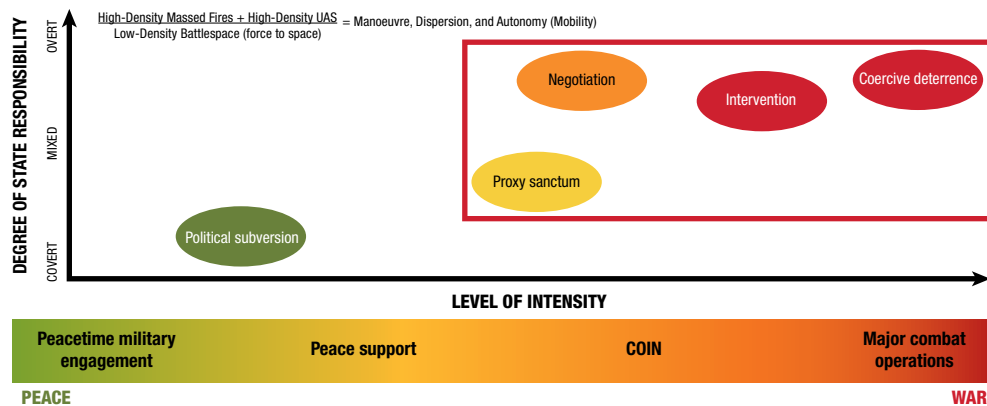 High-Density Massed Fires + High-Density UAS = Manoeuvre, Dispersion, and Autonomy (Mobility)
Low-Density Battlespace (force to space)
DEGREE OF STATE RESPONSIBILITY
OVERT
MIXED
COVERT
Negotiation
Intervention
Coercive deterrence
Proxy sanctum
Political subversion
LEVEL OF INTENSITY
Peacetime military
engagement
Peace support
COIN
Major combat
operations
PEACE
WAR